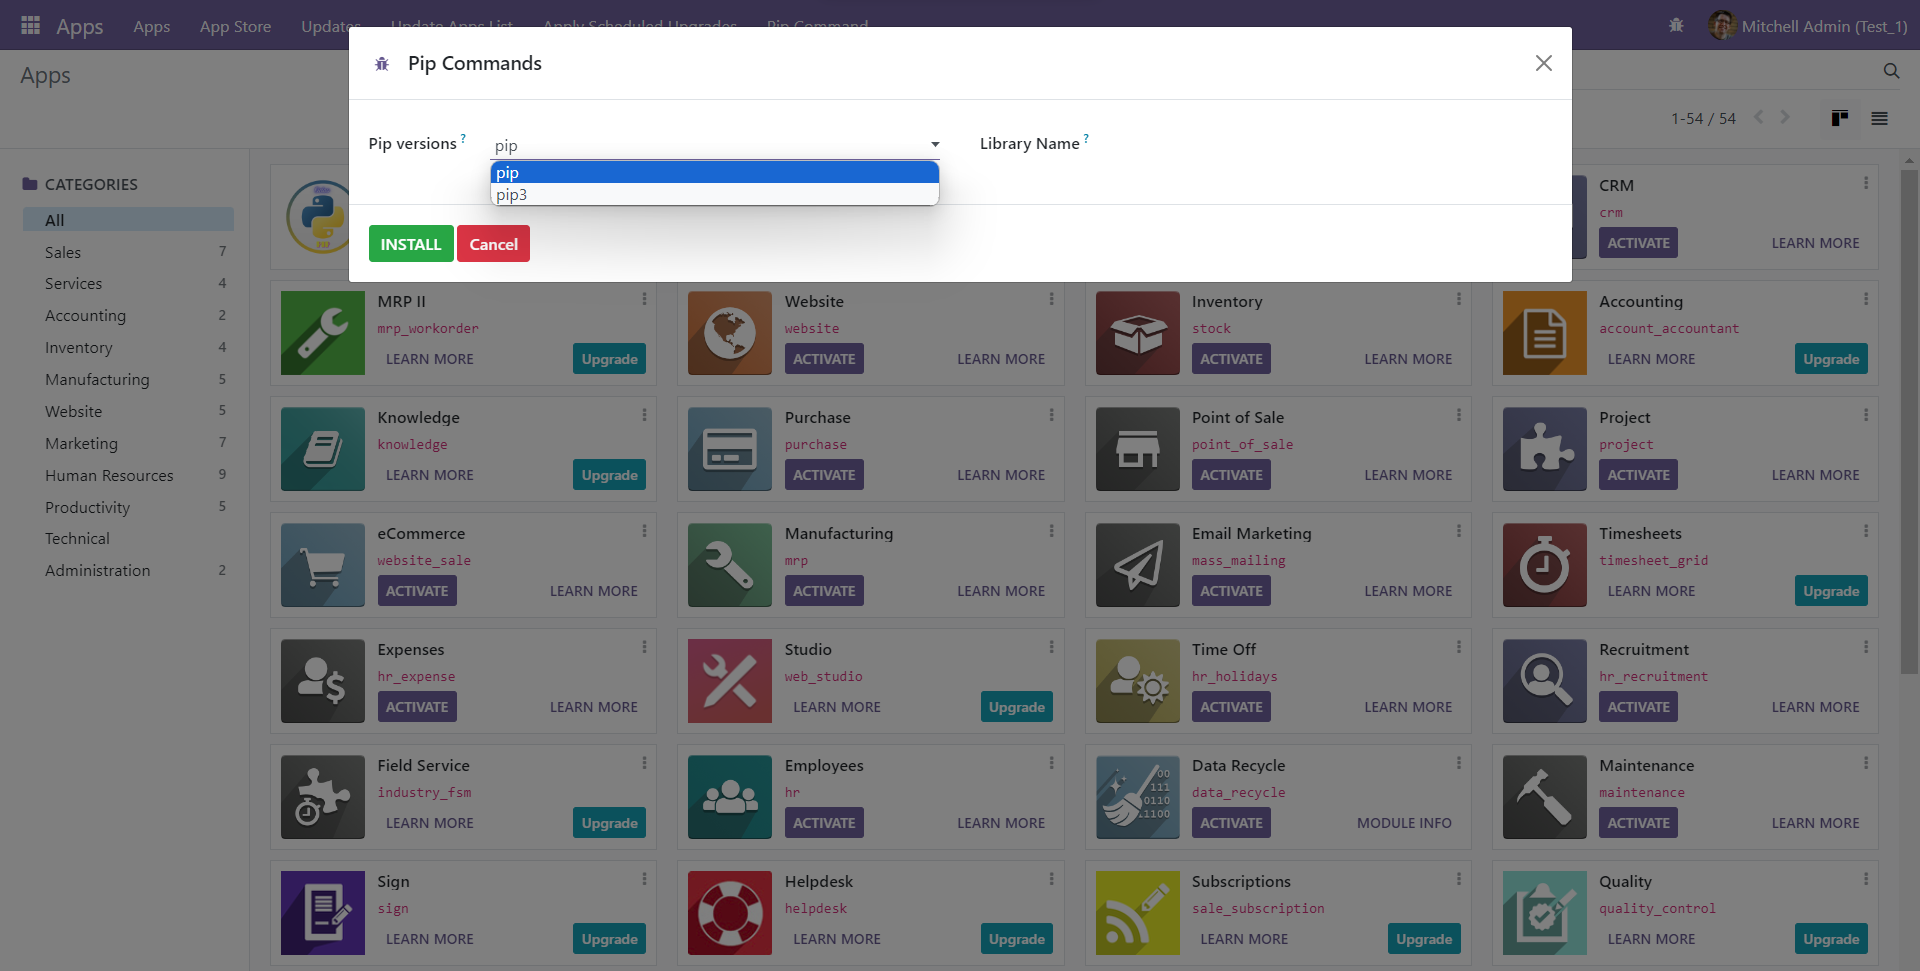 Apps Apps App Store Updates Update Apps List Apply Scheduled Upgrades Pip Command Mitchell Admin (Test_1)
Apps
Pip Commands
1-54 / 54
Pip versions ? pip
Library Name ?
pip
pip3
INSTALL Cancel
CATEGORIES
All
Sales 7
Services 4
Accounting 2
Inventory 4
Manufacturing 5
Website 5
Marketing 7
Human Resources 9
Productivity 5
Technical
Administration 2
CRM
crm
ACTIVATE LEARN MORE
MRP II
mrp_workorder
LEARN MORE Upgrade
Website
website
ACTIVATE LEARN MORE
Inventory
stock
ACTIVATE LEARN MORE
Accounting
account_accountant
LEARN MORE Upgrade
Knowledge
knowledge
LEARN MORE Upgrade
Purchase
purchase
ACTIVATE LEARN MORE
Point of Sale
point_of_sale
ACTIVATE LEARN MORE
Project
project
ACTIVATE LEARN MORE
eCommerce
website_sale
ACTIVATE LEARN MORE
Manufacturing
mrp
ACTIVATE LEARN MORE
Email Marketing
mass_mailing
ACTIVATE LEARN MORE
Timesheets
timesheet_grid
LEARN MORE Upgrade
Expenses
hr_expense
ACTIVATE LEARN MORE
Studio
web_studio
LEARN MORE Upgrade
Time Off
hr_holidays
ACTIVATE LEARN MORE
Recruitment
hr_recruitment
ACTIVATE LEARN MORE
Field Service
industry_fsm
LEARN MORE Upgrade
Employees
hr
ACTIVATE LEARN MORE
Data Recycle
data_recycle
ACTIVATE MODULE INFO
00
111
0110
11100
Maintenance
maintenance
ACTIVATE LEARN MORE
Sign
sign
LEARN MORE Upgrade
Helpdesk
helpdesk
LEARN MORE Upgrade
Subscriptions
sale_subscription
LEARN MORE Upgrade
Quality
quality_control
LEARN MORE Upgrade